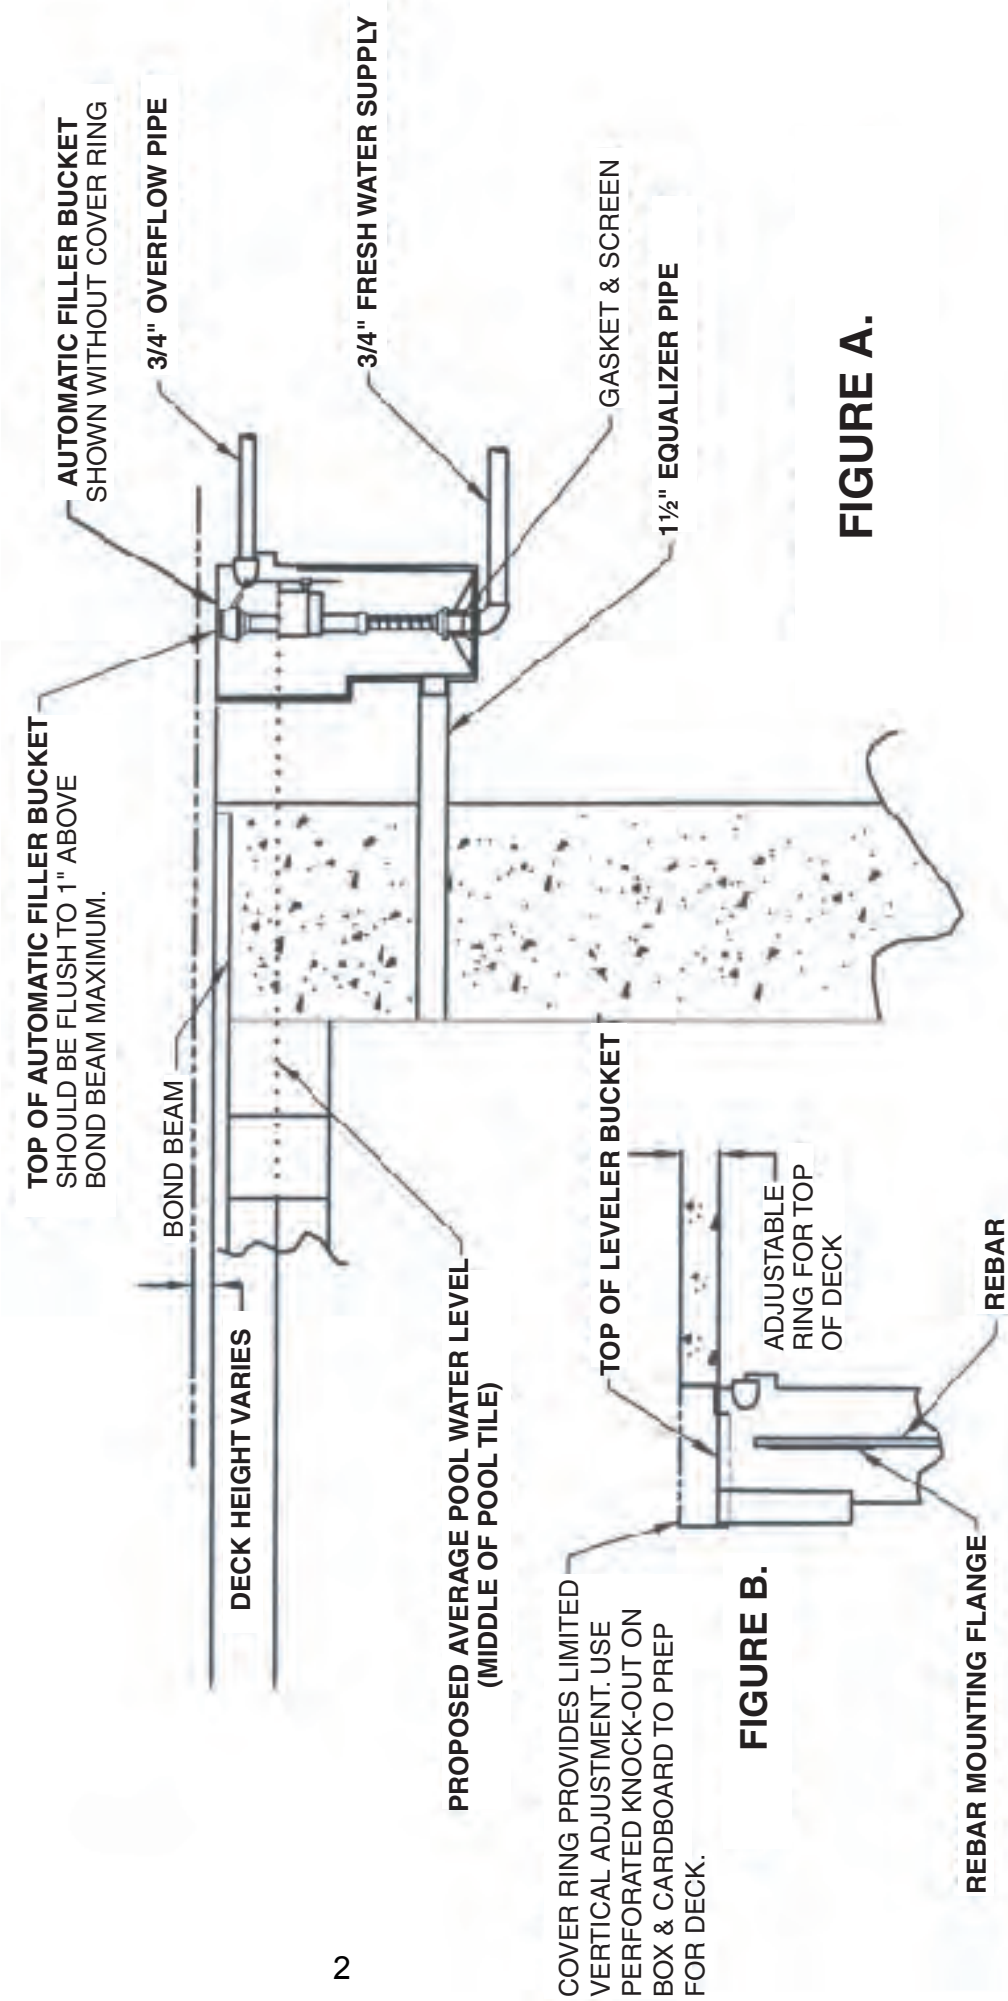 TOP OF AUTOMATIC FILLER BUCKET
SHOULD BE FLUSH TO 1" ABOVE
BOND BEAM MAXIMUM.
AUTOMATIC FILLER BUCKET
SHOWN WITHOUT COVER RING
3/4" OVERFLOW PIPE
BOND BEAM
DECK HEIGHT VARIES
3/4" FRESH WATER SUPPLY
PROPOSED AVERAGE POOL WATER LEVEL
(MIDDLE OF POOL TILE)
GASKET & SCREEN
1½" EQUALIZER PIPE
FIGURE A.
COVER RING PROVIDES LIMITED
VERTICAL ADJUSTMENT. USE
PERFORATED KNOCK-OUT ON
BOX & CARDBOARD TO PREP
FOR DECK.
TOP OF LEVELER BUCKET
ADJUSTABLE
RING FOR TOP
OF DECK
FIGURE B.
REBAR MOUNTING FLANGE
REBAR
2